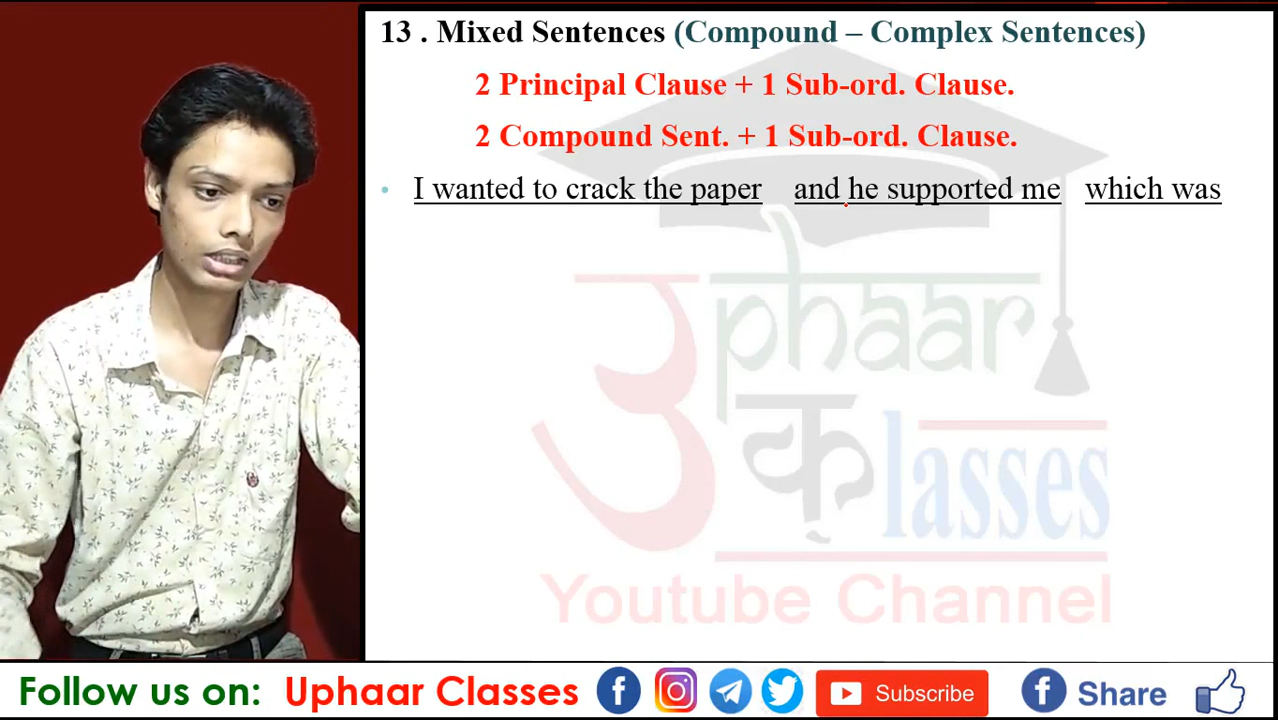 13 . Mixed Sentences (Compound – Complex Sentences)
2 Principal Clause + 1 Sub-ord. Clause.
2 Compound Sent. + 1 Sub-ord. Clause.
• I wanted to crack the paper and he supported me which was
उphaar
कlasses
Youtube Channel
Follow us on: Uphaar Classes Subscribe Share